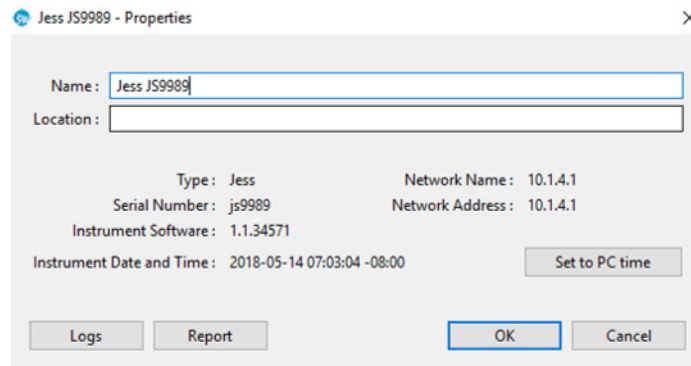 SW Jess JS9989 - Properties
Name : Jess JS9989
Location :
Type : Jess Network Name : 10.1.4.1
Serial Number : js9989 Network Address : 10.1.4.1
Instrument Software : 1.1.34571
Instrument Date and Time : 2018-05-14 07:03:04 -08:00 Set to PC time
Logs Report OK Cancel